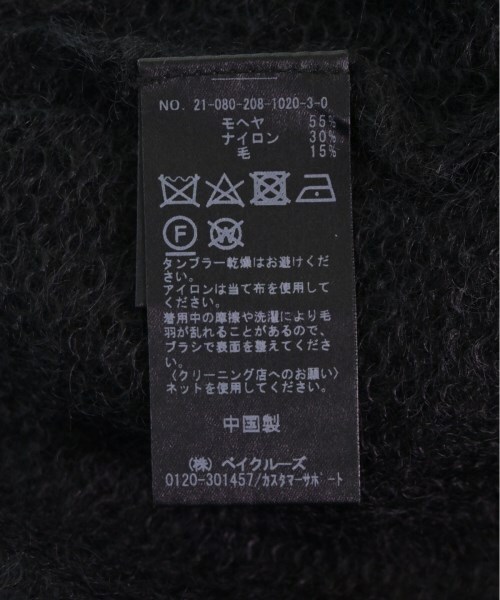 NO. 21-080-208-1020-3-0
モヘヤ 55%
ナイロン 30%
毛 15%
F W
タンブラー乾燥はお避けくだ
さい。
アイロンは当て布を使用して
ください。
着用中の摩擦や洗濯により毛
羽が乱れることがあるので、
ブラシで表面を整えてくださ
い。
〈クリーニング店へのお願い〉
ネットを使用してください。
中国製
(株) ベイクルーズ
0120-301457/カスタマーサポート